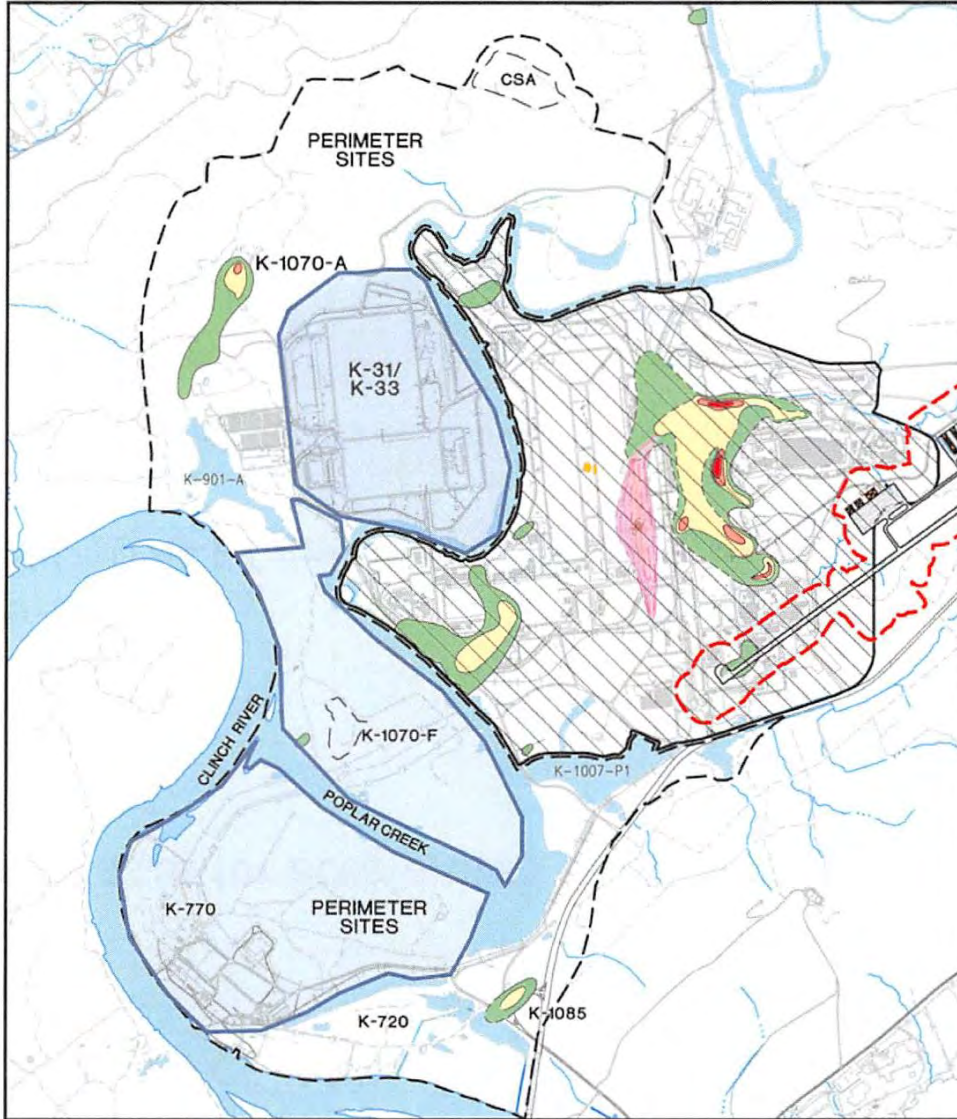 CSA
PERIMETER
SITES
K-1070-A
K-31/
K-33
K-901-A
CLINCH RIVER
K-1070-F
K-1007-P1
POPLAR CREEK
K-770
PERIMETER
SITES
K-720
K-1085